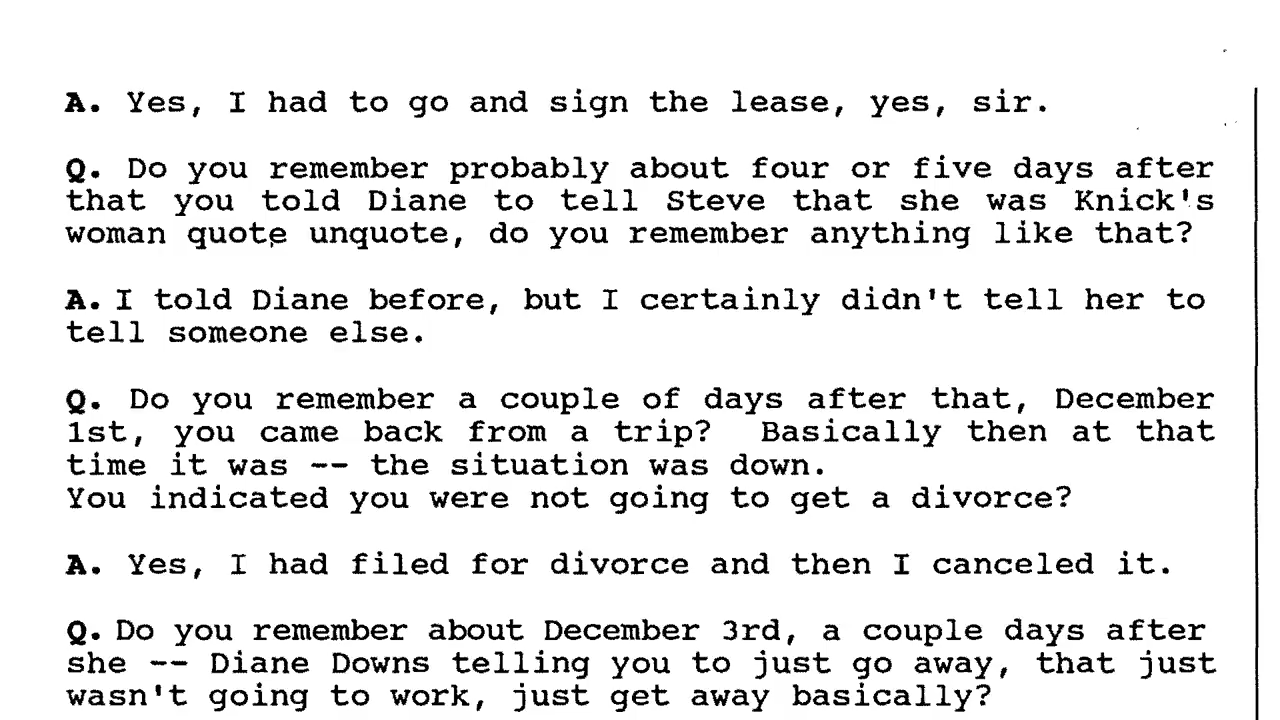 A. Yes, I had to go and sign the lease, yes, sir.
Q. Do you remember probably about four or five days after
that you told Diane to tell Steve that she was Knick's
woman quote unquote, do you remember anything like that?
A. I told Diane before, but I certainly didn't tell her to
tell someone else.
Q. Do you remember a couple of days after that, December
1st, you came back from a trip? Basically then at that
time it was -- the situation was down.
You indicated you were not going to get a divorce?
A. Yes, I had filed for divorce and then I canceled it.
Q. Do you remember about December 3rd, a couple days after
she -- Diane Downs telling you to just go away, that just
wasn't going to work, just get away basically?